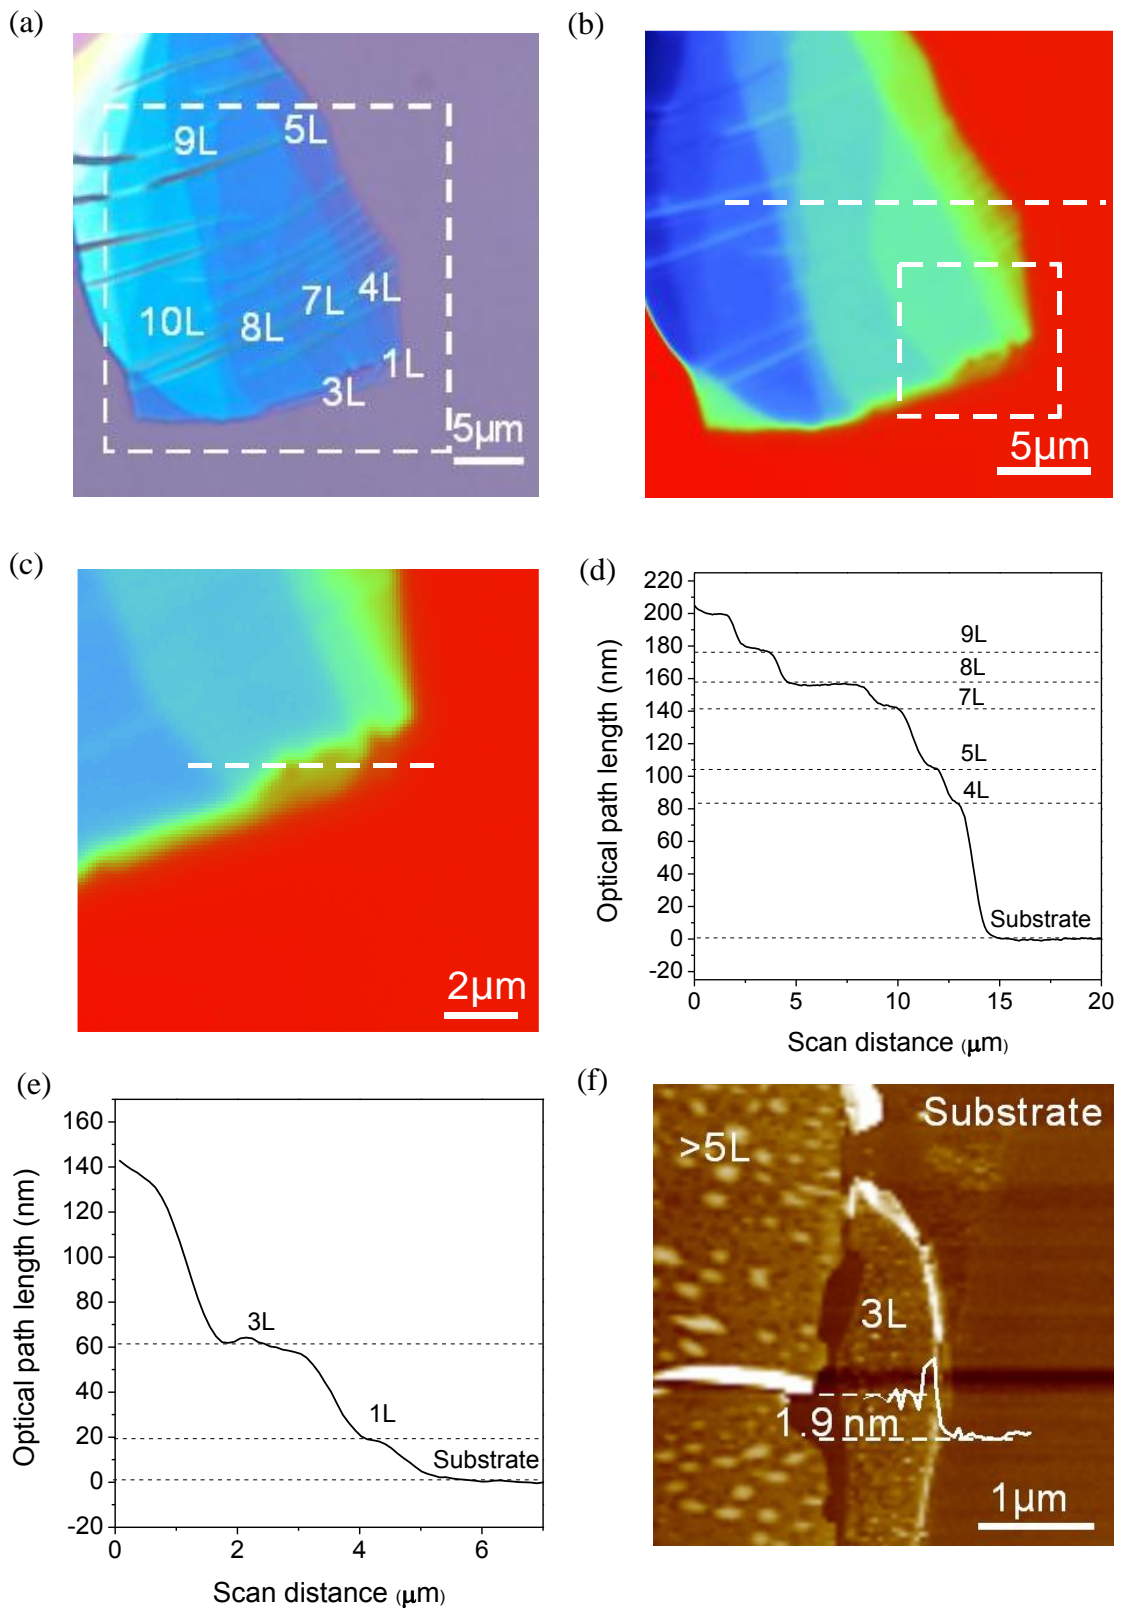 (a)
9L
5L
10L
8L
7L
4L
3L
1L
5μm
(b)
5μm
(c)
2μm
(d)
Optical path length (nm)
220
200
180
160
140
120
100
80
60
40
20
0
-20
9L
8L
7L
5L
4L
Substrate
0
5
10
15
20
Scan distance (μm)
(e)
Optical path length (nm)
160
140
120
100
80
60
40
20
0
-20
3L
1L
Substrate
0
2
4
6
Scan distance (μm)
(f)
Substrate
>5L
3L
1.9 nm
1μm